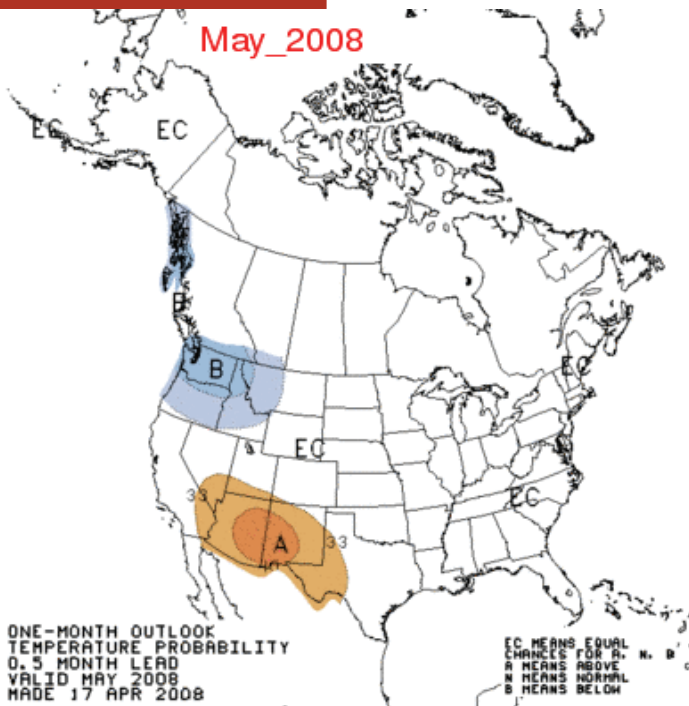 May_2008
EC
EC
B
B
EC
EC
EC
33
A
33
40
ONE-MONTH OUTLOOK
TEMPERATURE PROBABILITY
0.5 MONTH LEAD
VALID MAY 2008
MADE 17 APR 2008
EC MEANS EQUAL
CHANCES FOR A, N, B
A MEANS ABOVE
N MEANS NORMAL
B MEANS BELOW